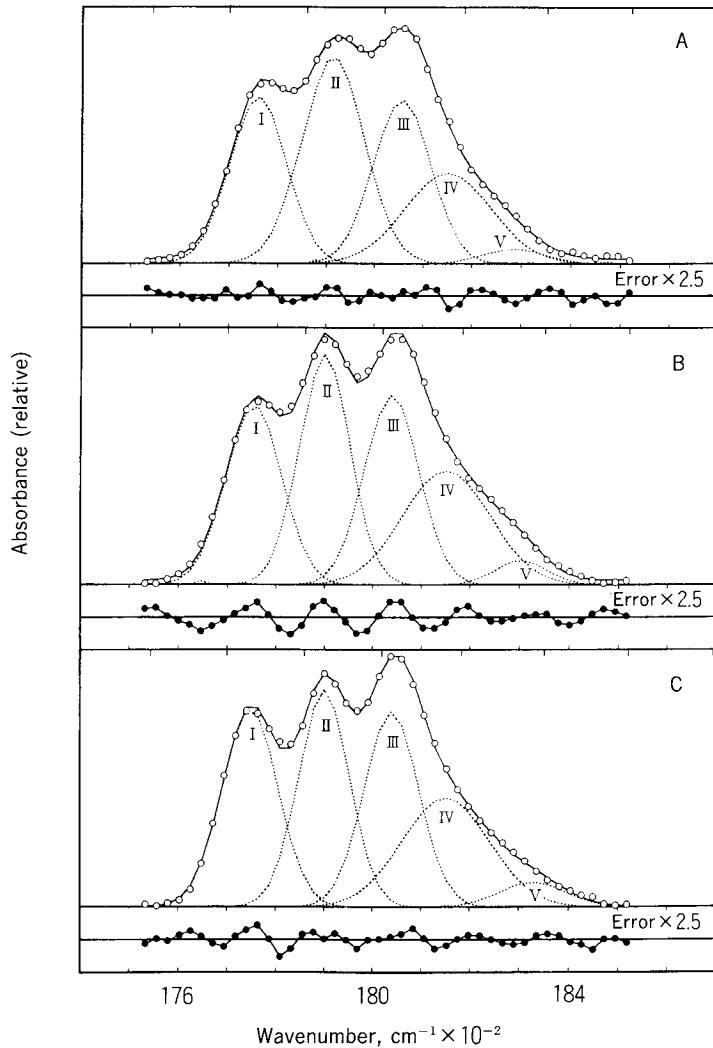 A
I
II
III
IV
V
Error × 2.5
B
I
II
III
IV
V
Error × 2.5
C
I
II
III
IV
V
Error × 2.5
Absorbance (relative)
176 180 184
Wavenumber, cm⁻¹ × 10⁻²